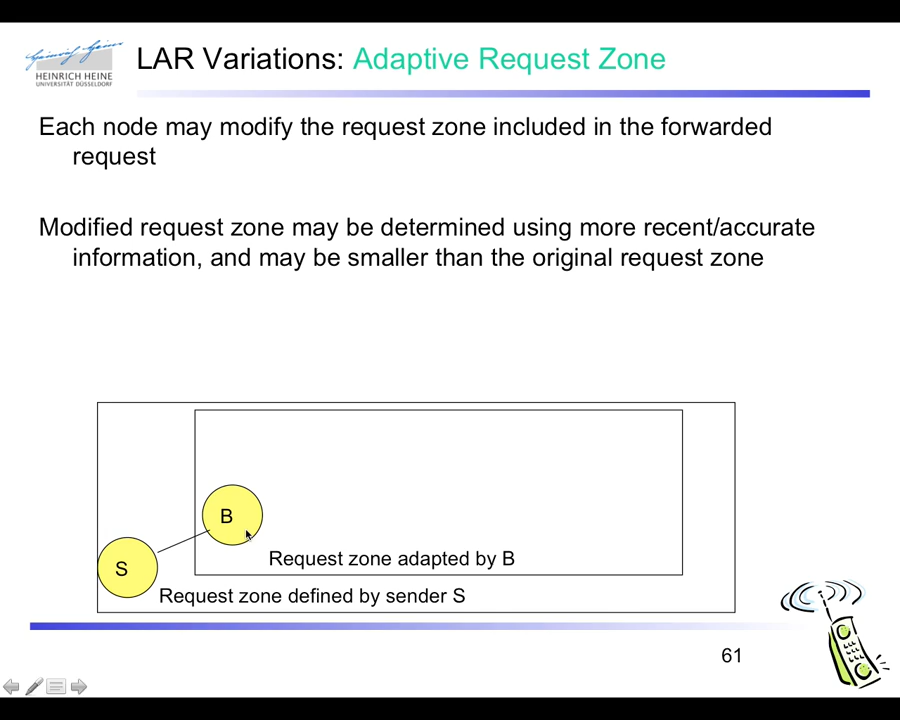 Heinrich Heine
HEINRICH HEINE
UNIVERSITÄT DÜSSELDORF
LAR Variations: Adaptive Request Zone
Each node may modify the request zone included in the forwarded
request
Modified request zone may be determined using more recent/accurate
information, and may be smaller than the original request zone
B
Request zone adapted by B
S
Request zone defined by sender S
61